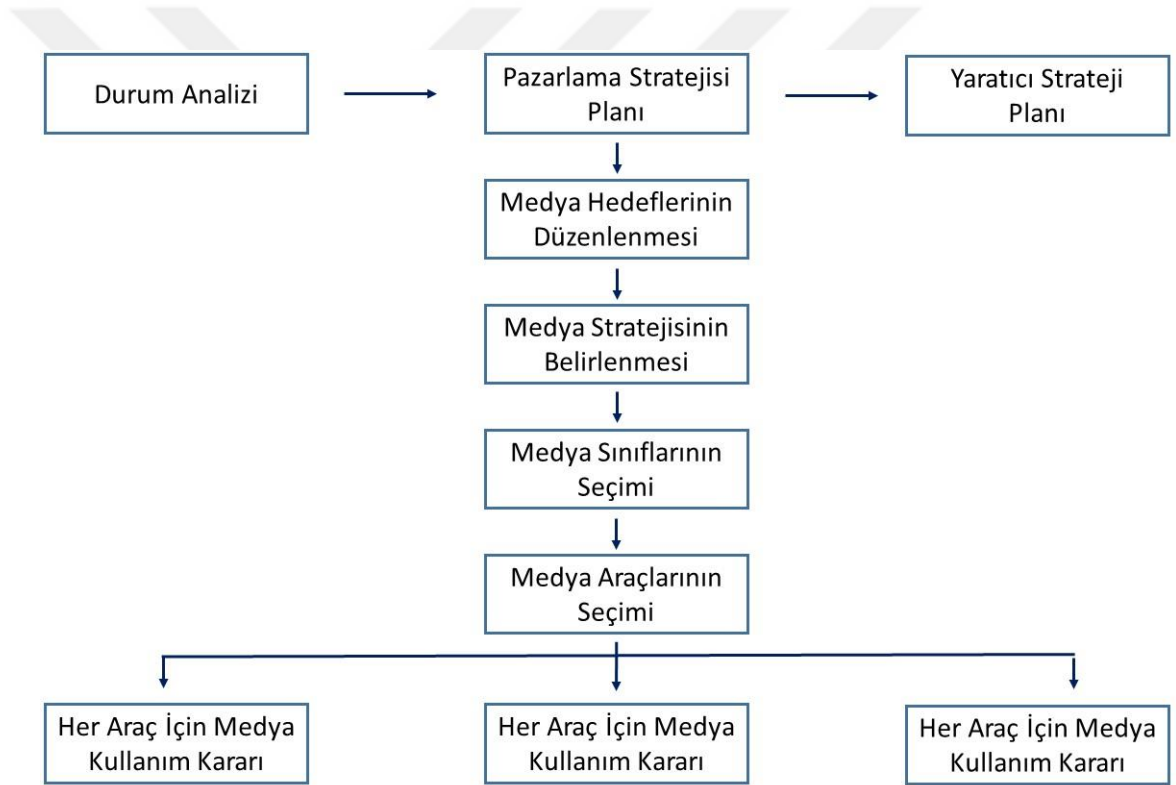 Durum Analizi
Pazarlama Stratejisi
Planı
Yaratıcı Strateji
Planı
Medya Hedeflerinin
Düzenlenmesi
Medya Stratejisinin
Belirlenmesi
Medya Sınıflarının
Seçimi
Medya Araçlarının
Seçimi
Her Araç İçin Medya
Kullanım Kararı
Her Araç İçin Medya
Kullanım Kararı
Her Araç İçin Medya
Kullanım Kararı